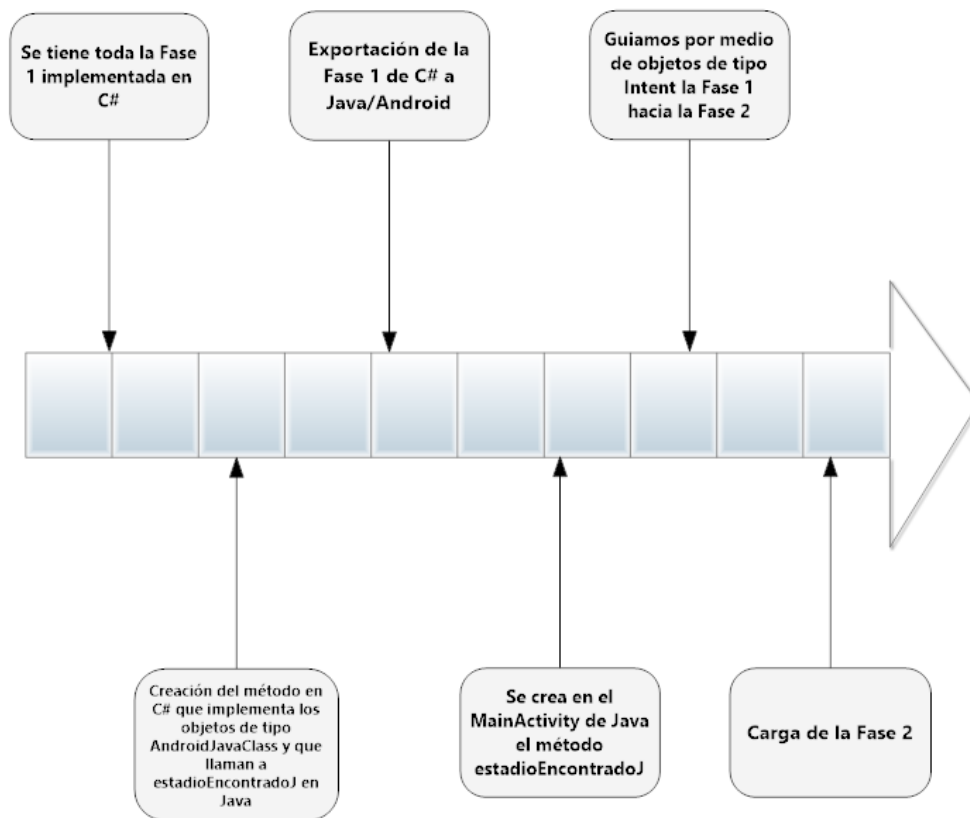 Se tiene toda la Fase
1 implementada en
C#
Exportación de la
Fase 1 de C# a
Java/Android
Guiamos por medio
de objetos de tipo
Intent la Fase 1
hacia la Fase 2
Creación del método en
C# que implementa los
objetos de tipo
AndroidJavaClass y que
llaman a
estadioEncontradoJ en
Java
Se crea en el
MainActivity de Java
el método
estadioEncontradoJ
Carga de la Fase 2